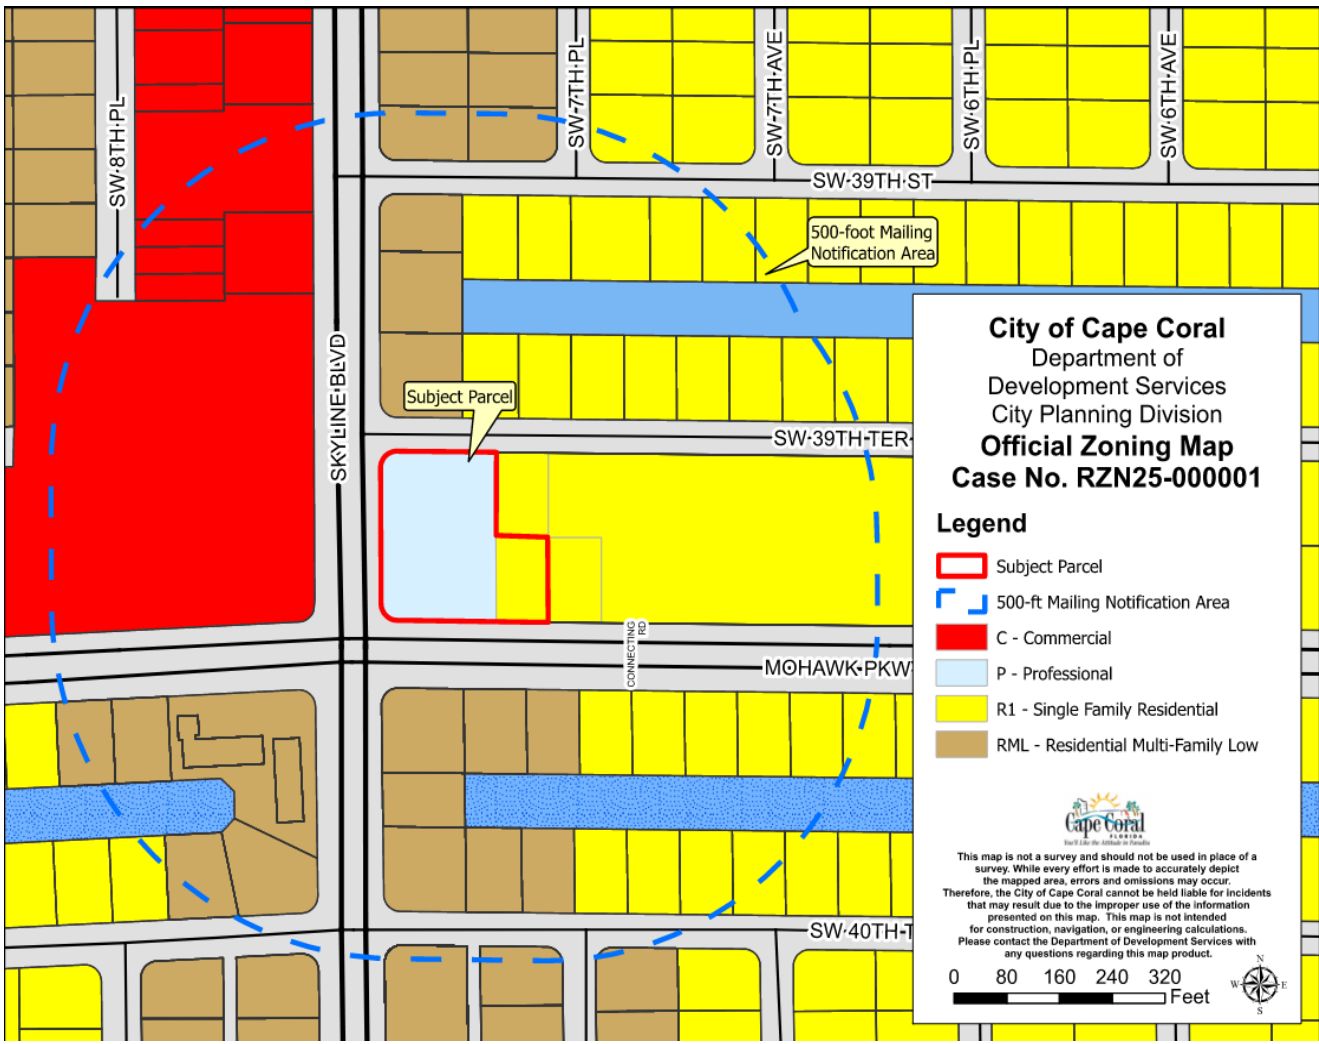 SW 8TH PL
SW 7TH PL
SW 7TH AVE
SW 6TH PL
SW 6TH AVE
SW 39TH ST
500-foot Mailing
Notification Area
SKYLINE BLVD
Subject Parcel
SW 39TH TER
CONNECTING
RD
MOHAWK PKW
SW 40TH T
City of Cape Coral
Department of
Development Services
City Planning Division
Official Zoning Map
Case No. RZN25-000001
Legend
Subject Parcel
500-ft Mailing Notification Area
C - Commercial
P - Professional
R1 - Single Family Residential
RML - Residential Multi-Family Low
Cape Coral
FLORIDA
You'll Like the Attitude in Paradise
This map is not a survey and should not be used in place of a
survey. While every effort is made to accurately depict
the mapped area, errors and omissions may occur.
Therefore, the City of Cape Coral cannot be held liable for incidents
that may result due to the improper use of the information
presented on this map. This map is not intended
for construction, navigation, or engineering calculations.
Please contact the Department of Development Services with
any questions regarding this map product.
0 80 160 240 320
Feet
N
W E
S